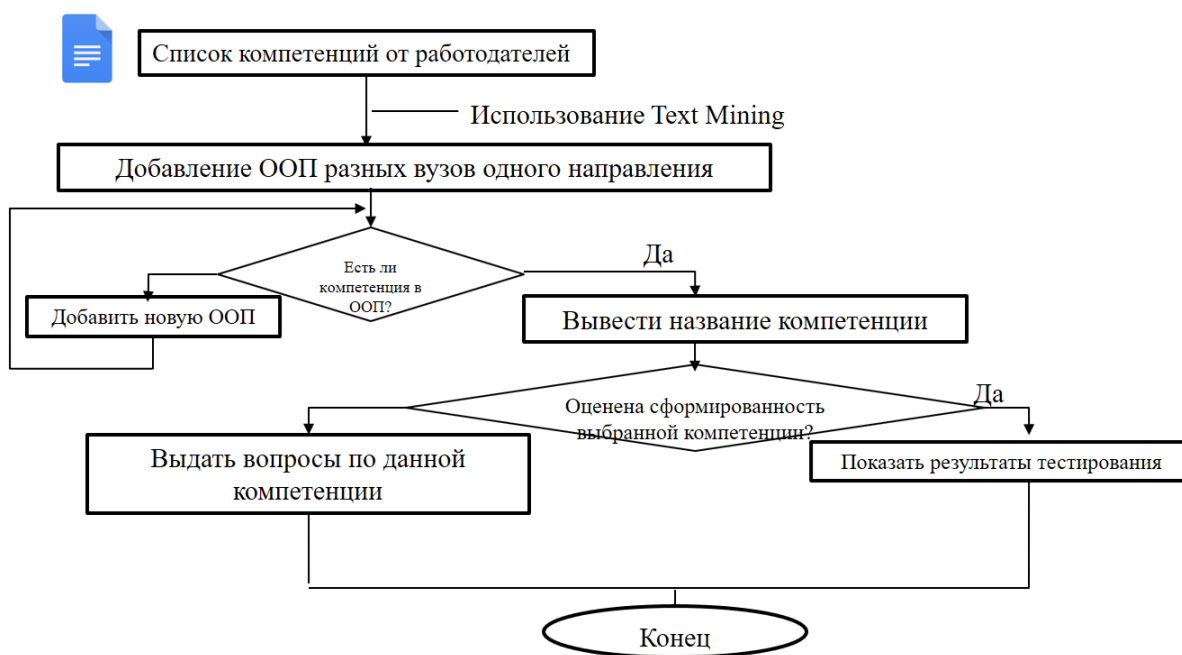 Список компетенций от работодателей
Использование Text Mining
Добавление ООП разных вузов одного направления
Да
Есть ли
компетенция в
ООП?
Добавить новую ООП
Вывести название компетенции
Да
Оценена сформированность
выбранной компетенции?
Выдать вопросы по данной
компетенции
Показать результаты тестирования
Конец